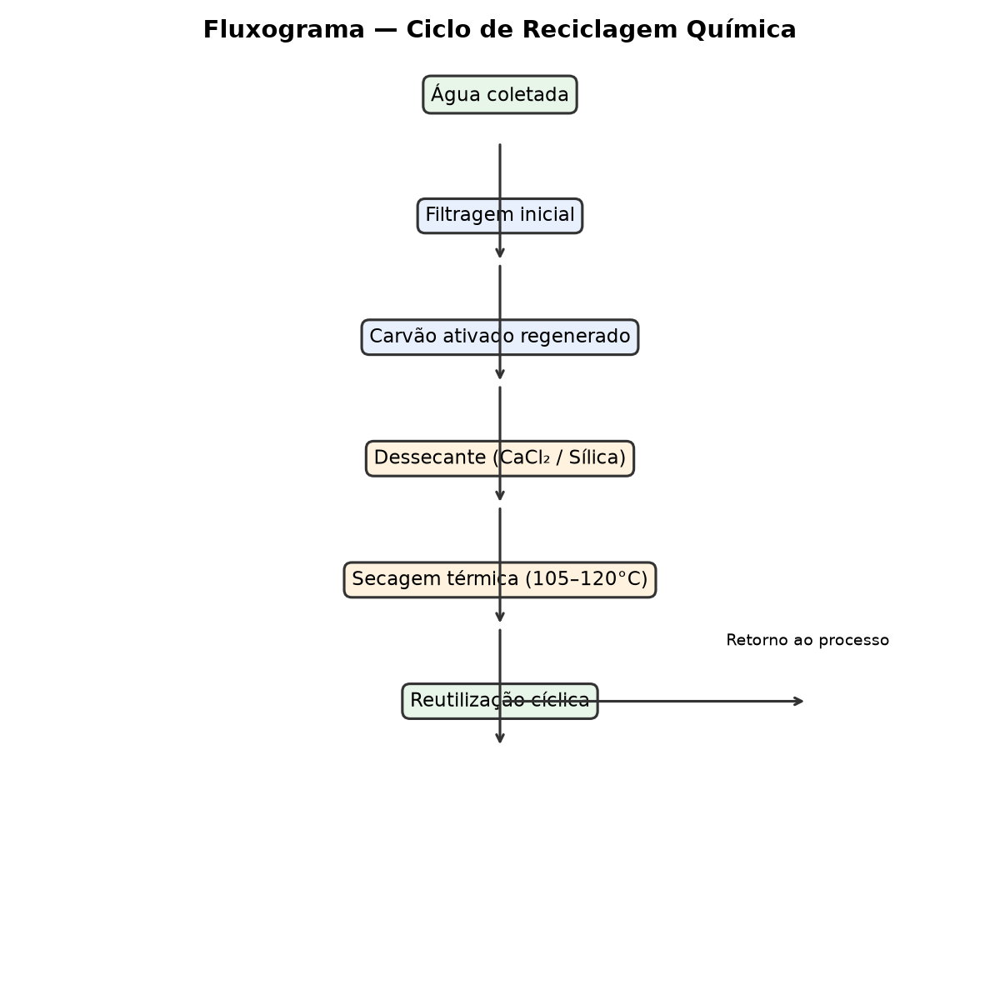 Fluxograma — Ciclo de Reciclagem Química
Água coletada
Filtragem inicial
Carvão ativado regenerado
Dessecante (CaCl₂ / Sílica)
Secagem térmica (105–120°C)
Retorno ao processo
Reutilização cíclica